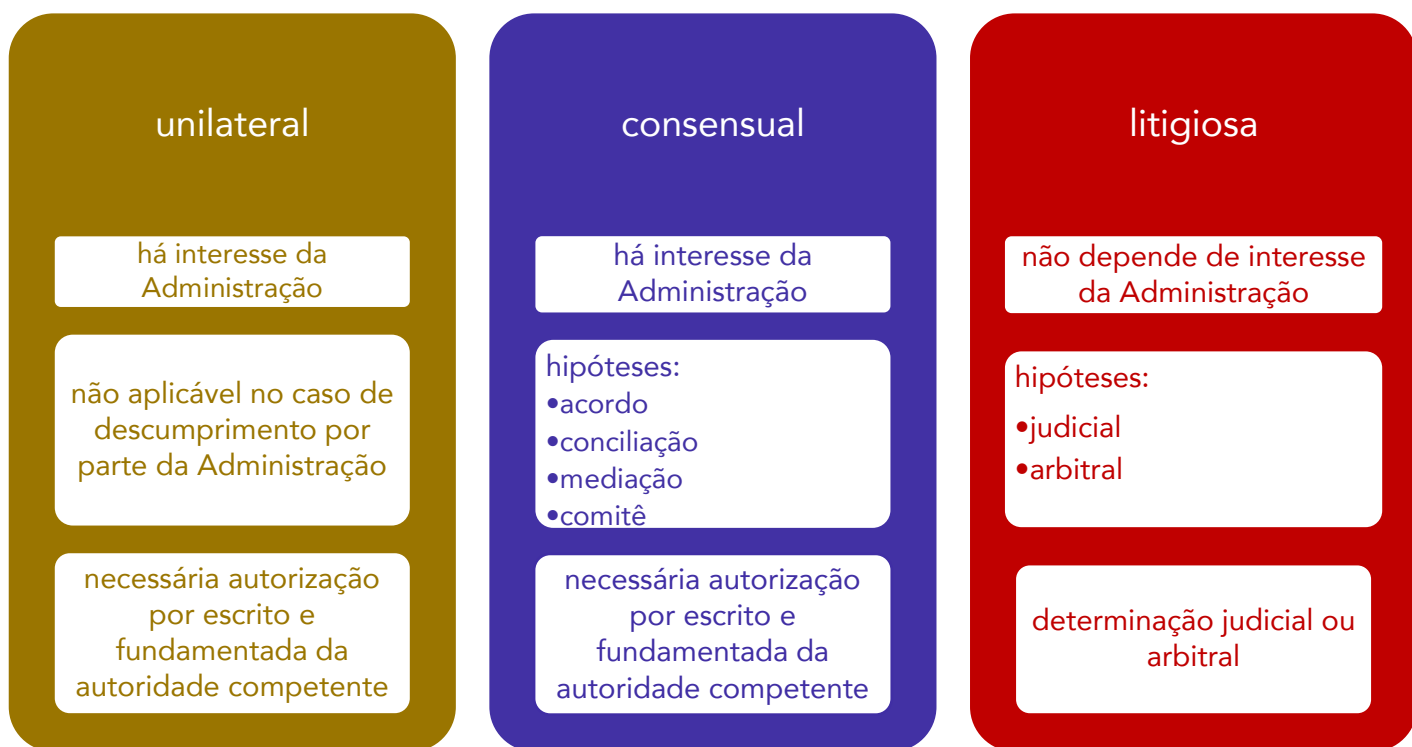 unilateral
há interesse da
Administração
não aplicável no caso de
descumprimento por
parte da Administração
necessária autorização
por escrito e
fundamentada da
autoridade competente
consensual
há interesse da
Administração
hipóteses:
•acordo
•conciliação
•mediação
•comitê
necessária autorização
por escrito e
fundamentada da
autoridade competente
litigiosa
não depende de interesse
da Administração
hipóteses:
•judicial
•arbitral
determinação judicial ou
arbitral